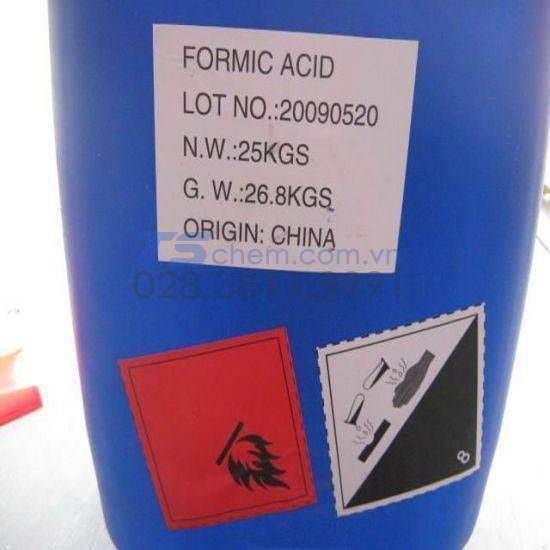 FORMIC ACID
LOT NO.:20090520
N.W.:25KGS
G. W.:26.8KGS
ORIGIN: CHINA
chem.com.vn
8